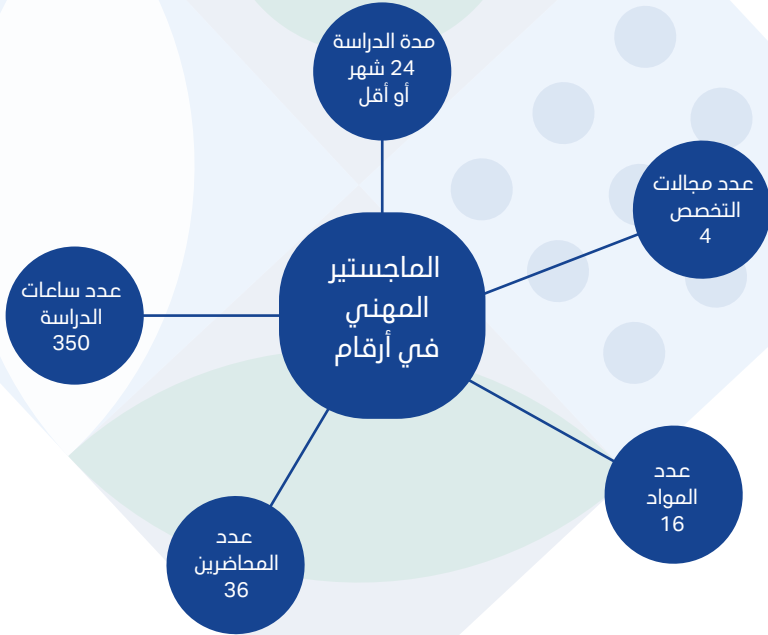 مدة الدراسة
24 شهر
أو أقل
عدد مجالات
التخصص
4
الماجستير
المهني
في أرقام
عدد ساعات
الدراسة
350
عدد
المواد
16
عدد
المحاضرين
36